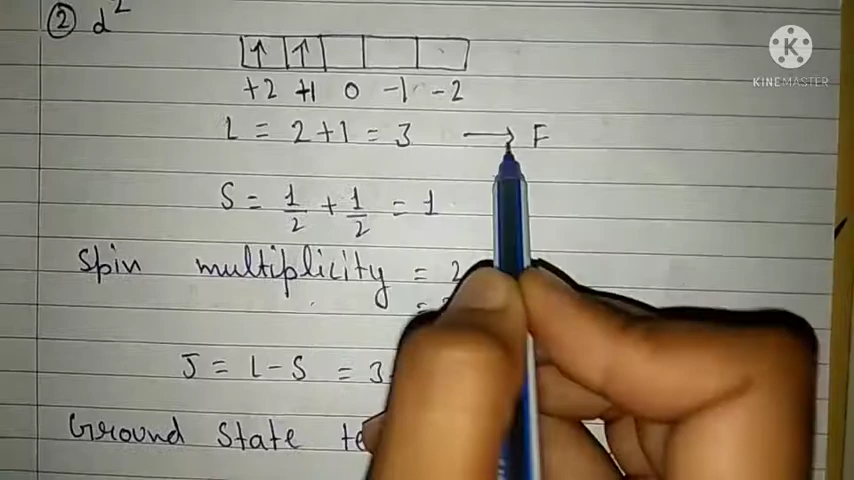 ② d²
K
KINEMASTER
↑ ↑
+2 +1 0 -1 -2
L = 2+1 = 3 → F
S = 1/2 + 1/2 = 1
Spin multiplicity = 2
=
J = L-S = 3
Ground State